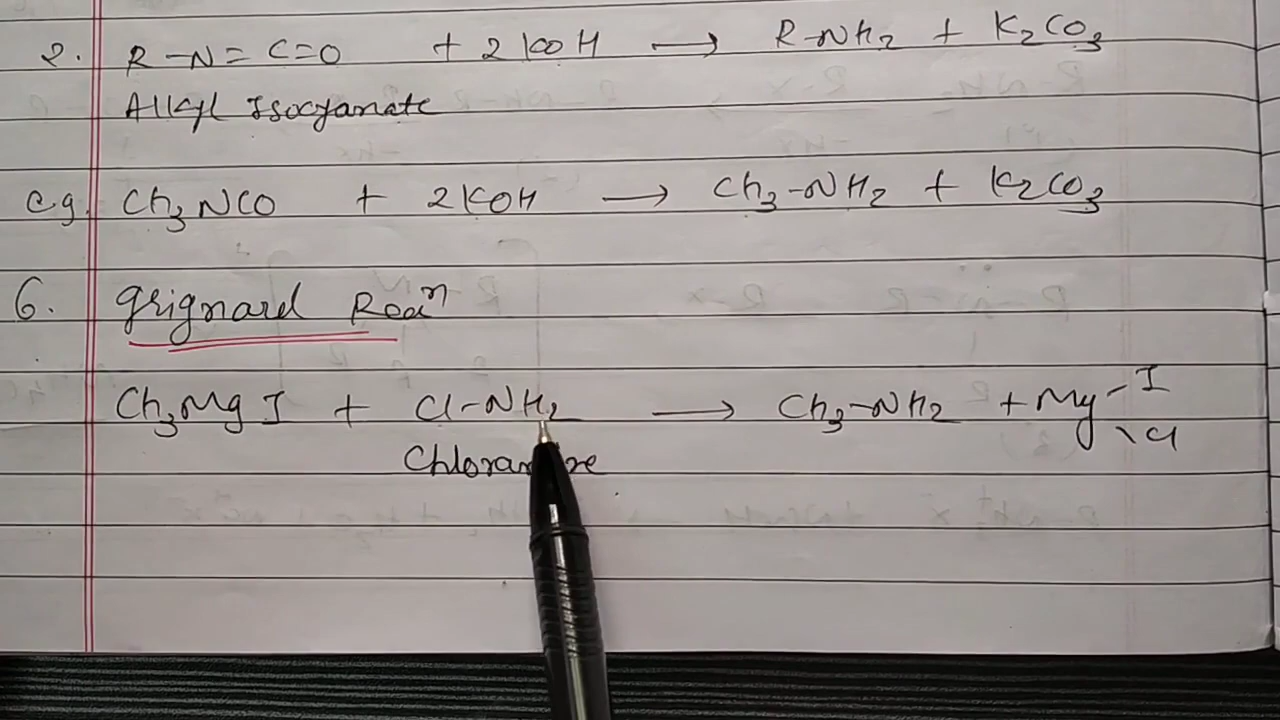 2. R-N=C=O + 2KOH → R-NH2 + K2CO3
Alkyl Isocyanate
e.g. CH3NCO + 2KOH → CH3-NH2 + K2CO3
6. Grignard Reaⁿ
CH3MgI + Cl-NH2 → CH3-NH2 + Mg-I
\Cl